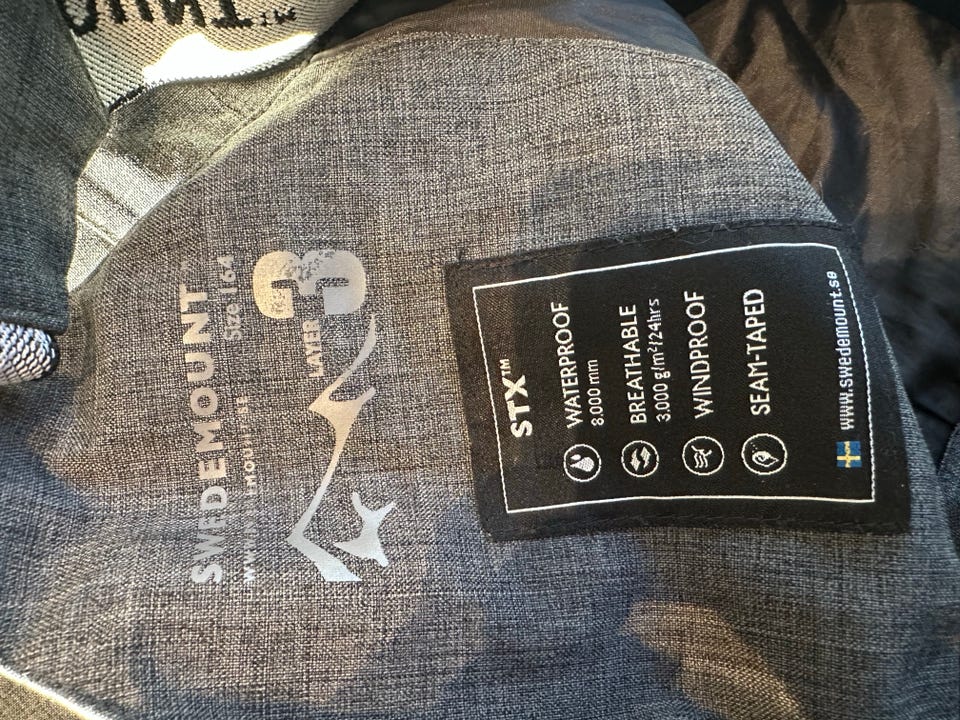 SWEDEMOUNT
Size 164
LAYER 3
STX™
WATERPROOF
8.000 mm
BREATHABLE
3.000 g/m²/24hrs
WINDPROOF
SEAM-TAPED
www.swedemount.se